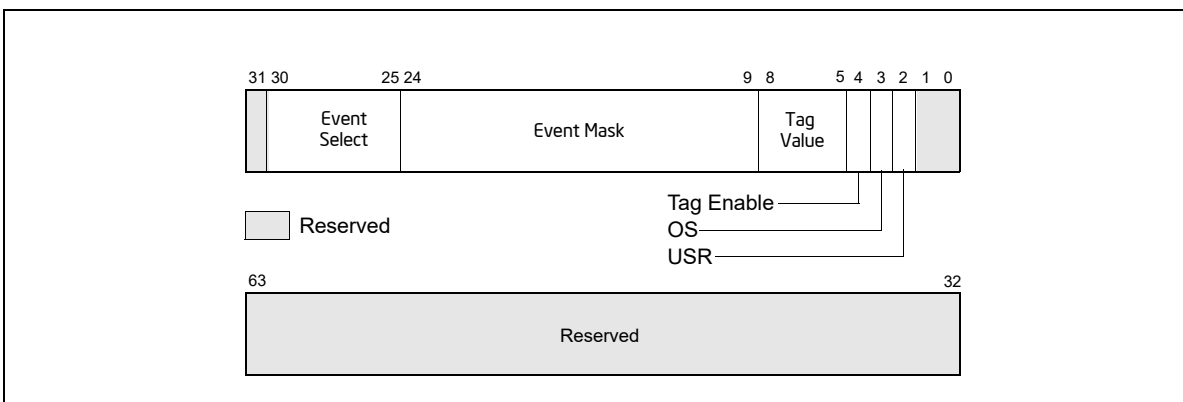 31 30 25 24 9 8 5 4 3 2 1 0
Event
Select
Event Mask
Tag
Value
Tag Enable
OS
USR
Reserved
63 32
Reserved